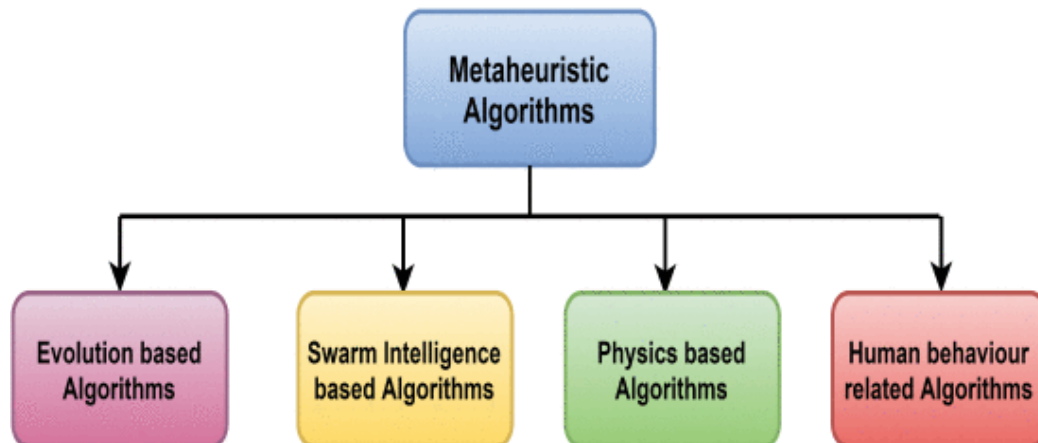 Metaheuristic
Algorithms
Evolution based
Algorithms
Swarm Intelligence
based Algorithms
Physics based
Algorithms
Human behaviour
related Algorithms